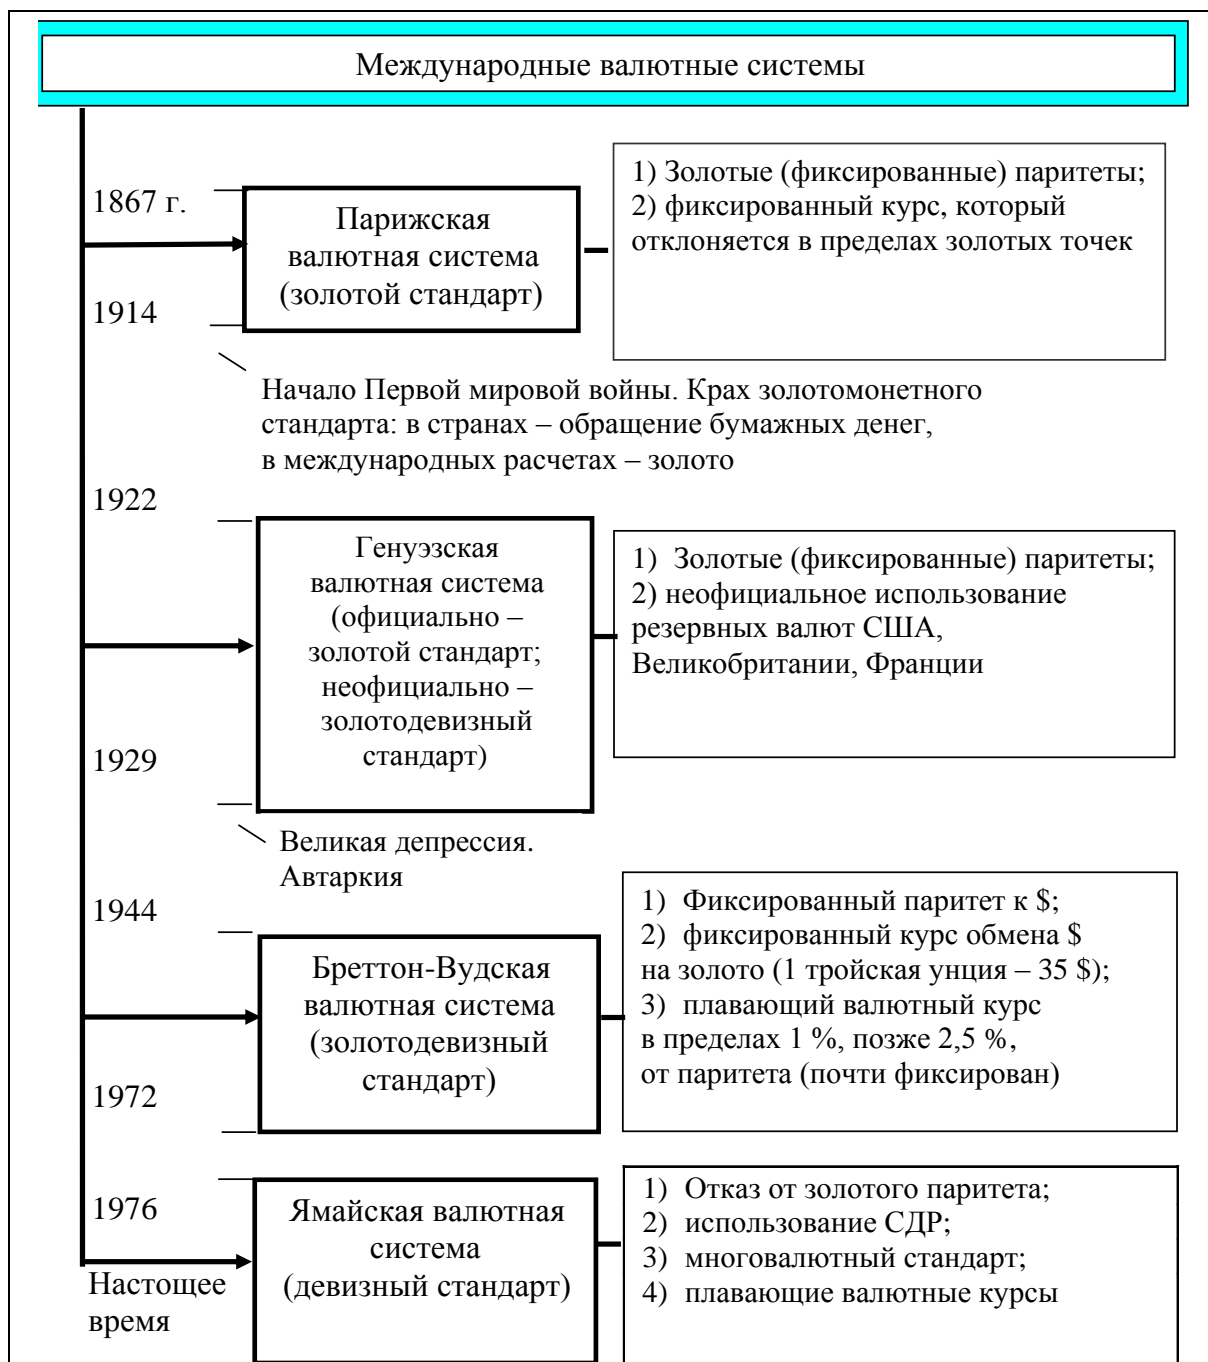 Международные валютные системы
1867 г.
Парижская
валютная система
(золотой стандарт)
1) Золотые (фиксированные) паритеты;
2) фиксированный курс, который
отклоняется в пределах золотых точек
1914
Начало Первой мировой войны. Крах золотомонетного
стандарта: в странах – обращение бумажных денег,
в международных расчетах – золото
1922
Генуэзская
валютная система
(официально –
золотой стандарт;
неофициально –
золотодевизный
стандарт)
1) Золотые (фиксированные) паритеты;
2) неофициальное использование
резервных валют США,
Великобритании, Франции
1929
Великая депрессия.
Автаркия
1944
Бреттон-Вудская
валютная система
(золотодевизный
стандарт)
1) Фиксированный паритет к $;
2) фиксированный курс обмена $
на золото (1 тройская унция – 35 $);
3) плавающий валютный курс
в пределах 1 %, позже 2,5 %,
от паритета (почти фиксирован)
1972
1976
Ямайская валютная
система
(девизный стандарт)
1) Отказ от золотого паритета;
2) использование СДР;
3) многовалютный стандарт;
4) плавающие валютные курсы
Настощее
время